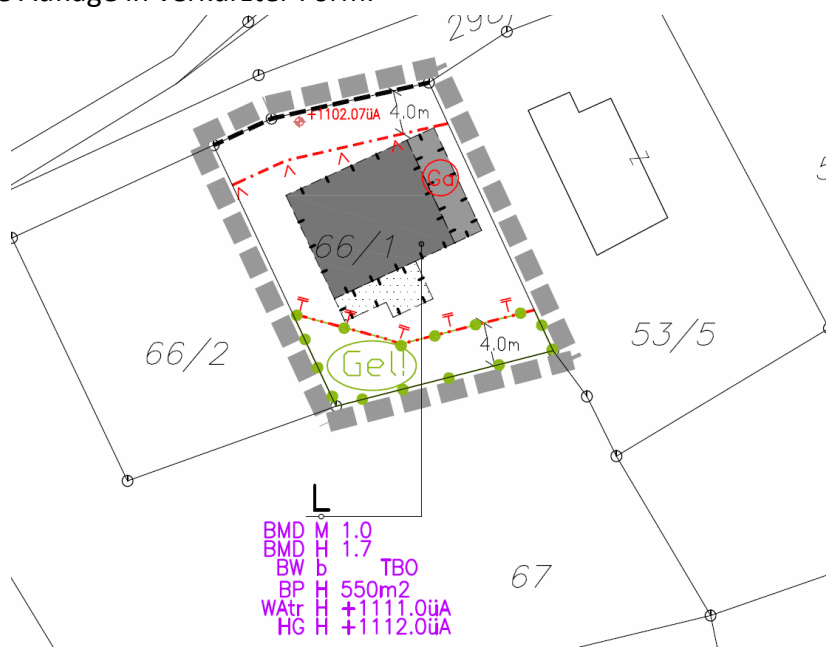 290
+1102.07üA
4.0m
Ga
66/1
66/2
53/5
Gel!
4.0m
L
BMD M 1.0
BMD H 1.7
BW b TBO
BP H 550m2
WAtr H +1111.0üA
HG H +1112.0üA
67